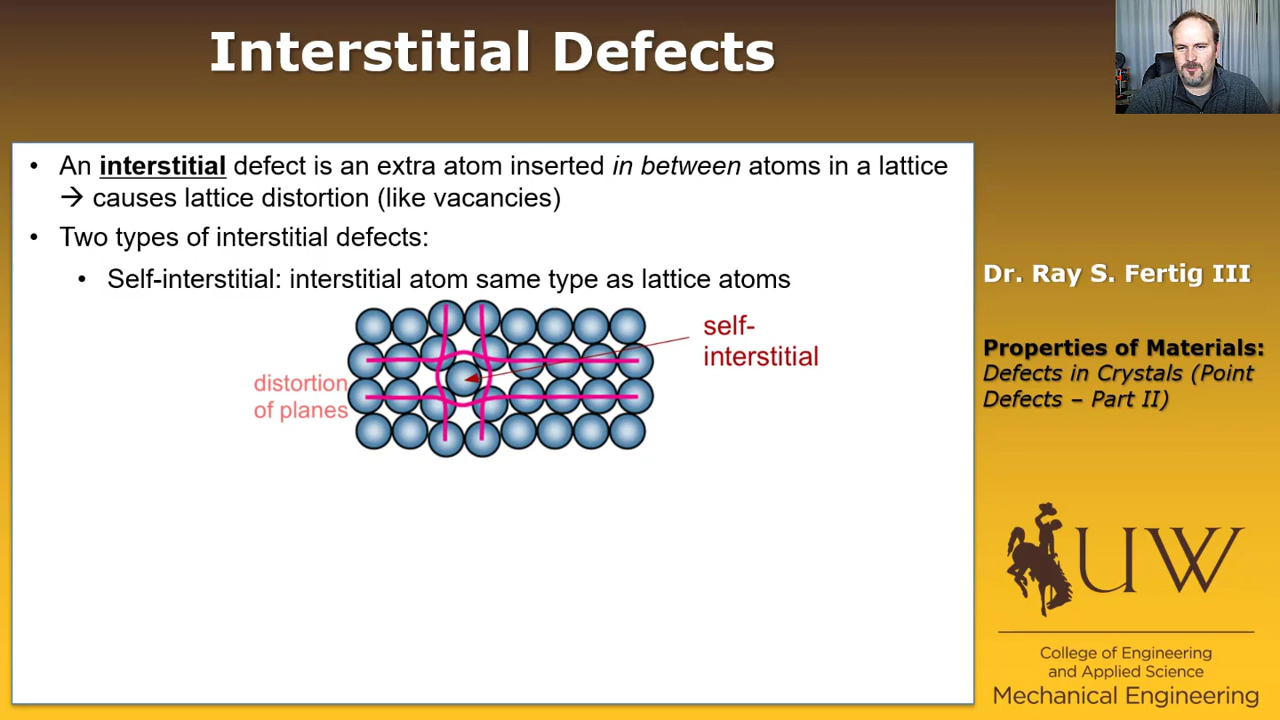 Interstitial Defects
• An interstitial defect is an extra atom inserted in between atoms in a lattice
→ causes lattice distortion (like vacancies)
• Two types of interstitial defects:
• Self-interstitial: interstitial atom same type as lattice atoms
self-
interstitial
distortion
of planes
Dr. Ray S. Fertig III
Properties of Materials:
Defects in Crystals (Point
Defects – Part II)
UW
College of Engineering
and Applied Science
Mechanical Engineering